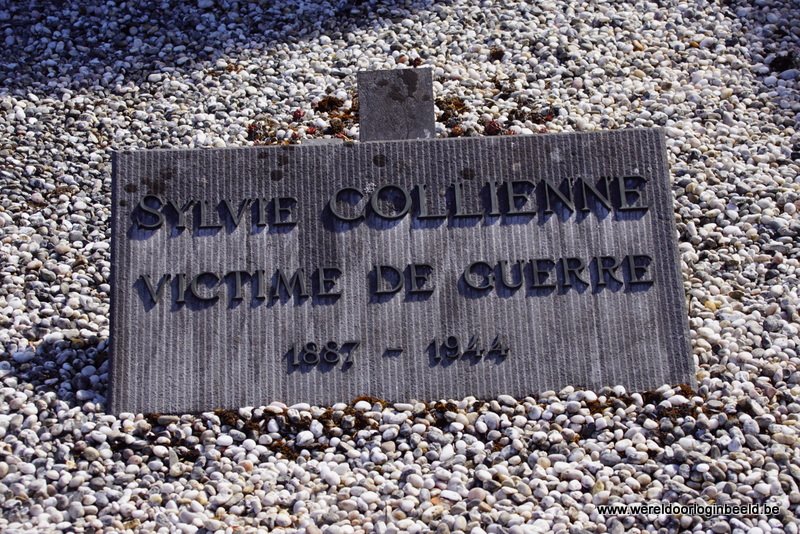 SYLVIE COLLIENNE
VICTIME DE GUERRE
1887 - 1944
www.wereldoorloginbeeld.be